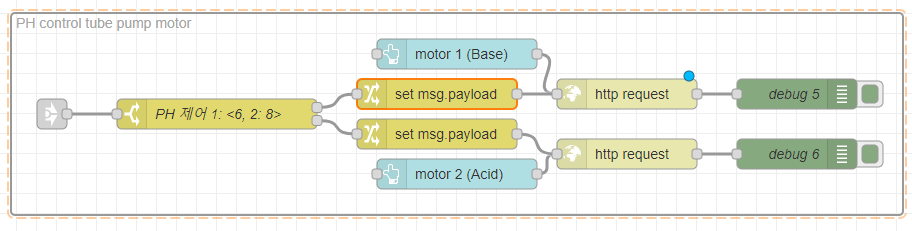 PH control tube pump motor
motor 1 (Base)
set msg.payload
http request
debug 5
PH 제어 1: <6, 2: 8>
set msg.payload
http request
debug 6
motor 2 (Acid)